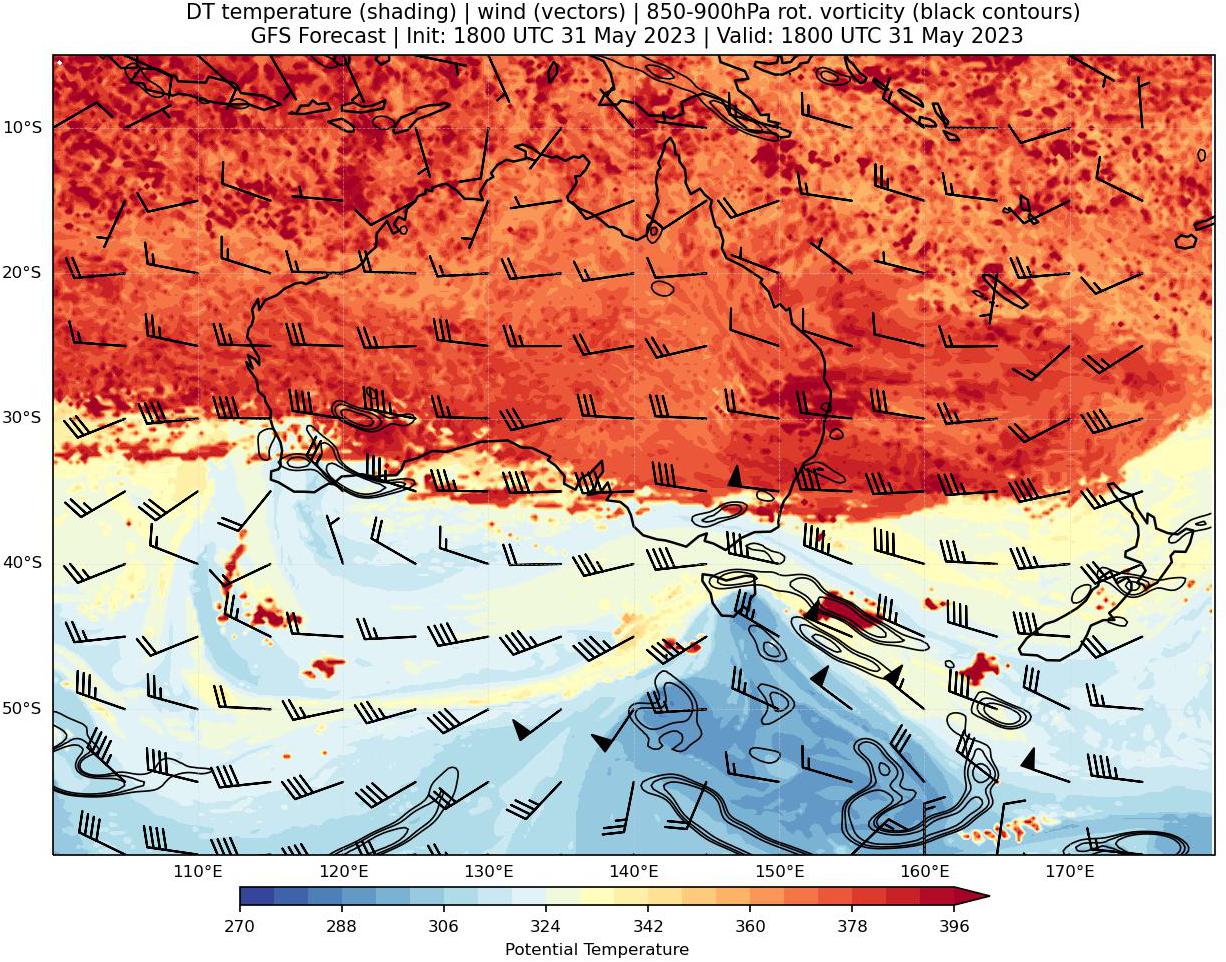 DT temperature (shading) | wind (vectors) | 850-900hPa rot. vorticity (black contours)
GFS Forecast | Init: 1800 UTC 31 May 2023 | Valid: 1800 UTC 31 May 2023
10°S
20°S
30°S
40°S
50°S
110°E 120°E 130°E 140°E 150°E 160°E 170°E
270 288 306 324 342 360 378 396
Potential Temperature